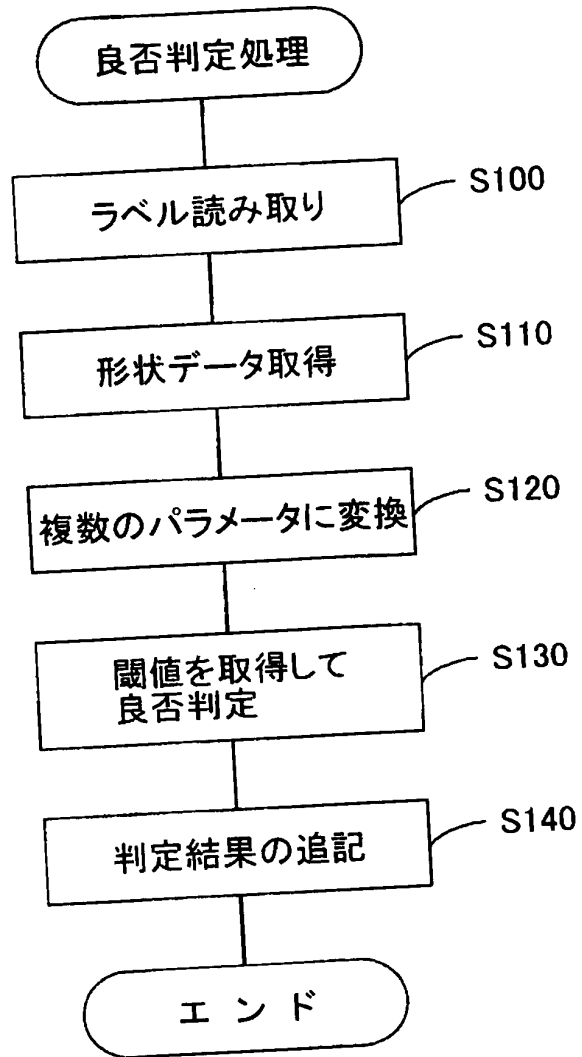 良否判定処理
ラベル読み取り
S100
形状データ取得
S110
複数のパラメータに変換
S120
閾値を取得して
良否判定
S130
判定結果の追記
S140
エンド